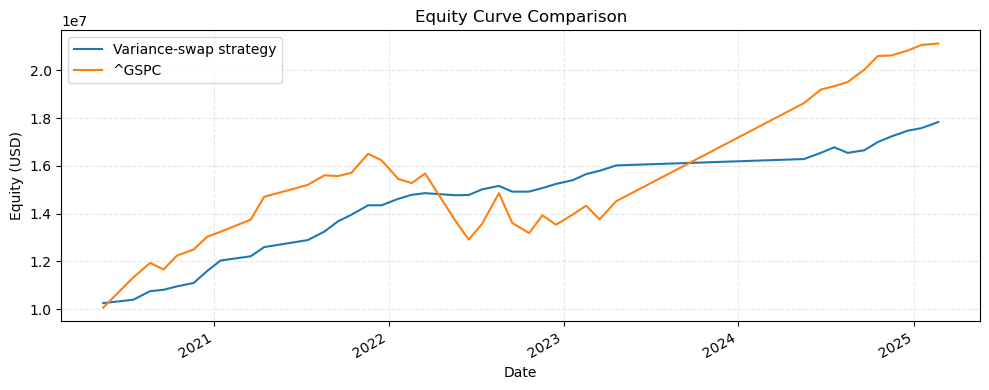 Equity Curve Comparison
1e7
Variance-swap strategy
^GSPC
2.0
1.8
1.6
1.4
1.2
1.0
Equity (USD)
2021
2022
2023
2024
2025
Date